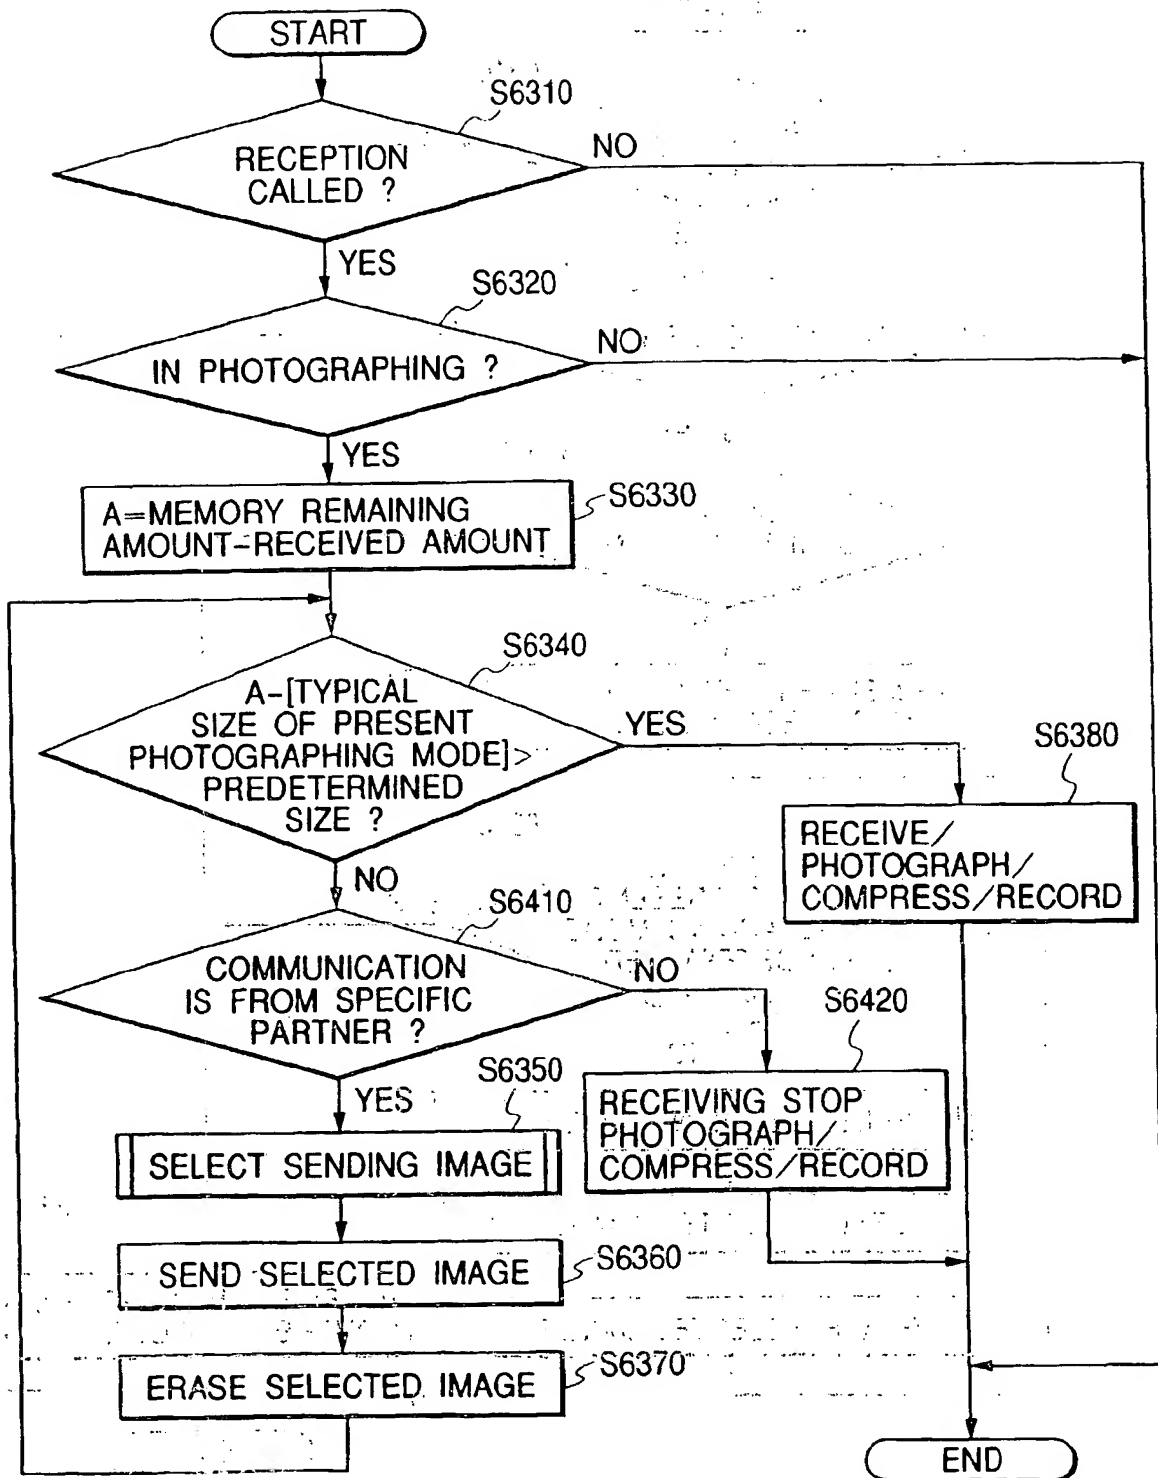 START
S6310
RECEPTION
CALLED ?
NO
YES
S6320
IN PHOTOGRAPHING ?
NO
YES
S6330
A=MEMORY REMAINING
AMOUNT-RECEIVED AMOUNT
S6340
A-[TYPICAL
SIZE OF PRESENT
PHOTOGRAPHING MODE]>
PREDETERMINED
SIZE ?
YES
S6380
RECEIVE/
PHOTOGRAPH/
COMPRESS/RECORD
NO
S6410
COMMUNICATION
IS FROM SPECIFIC
PARTNER ?
NO
S6420
RECEIVING STOP
PHOTOGRAPH/
COMPRESS/RECORD
YES
S6350
SELECT SENDING IMAGE
SEND SELECTED IMAGE
S6360
ERASE SELECTED IMAGE
S6370
END